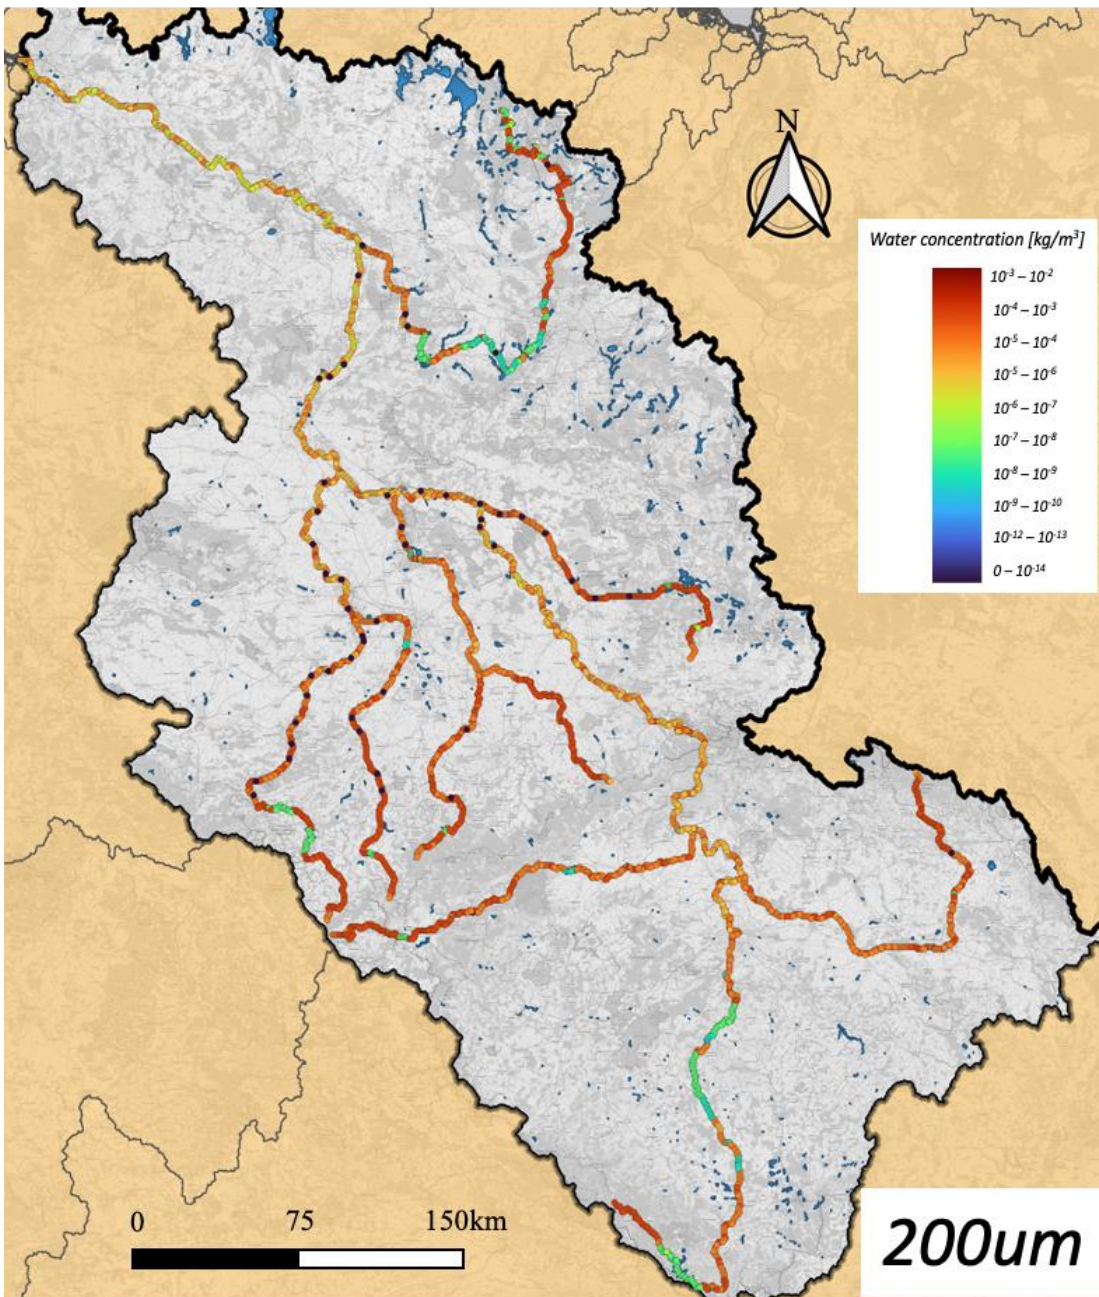 N
Water concentration [kg/m³]
10⁻³ – 10⁻²
10⁻⁴ – 10⁻³
10⁻⁵ – 10⁻⁴
10⁻⁵ – 10⁻⁶
10⁻⁶ – 10⁻⁷
10⁻⁷ – 10⁻⁸
10⁻⁸ – 10⁻⁹
10⁻⁹ – 10⁻¹⁰
10⁻¹² – 10⁻¹³
0 – 10⁻¹⁴
0 75 150km
200um